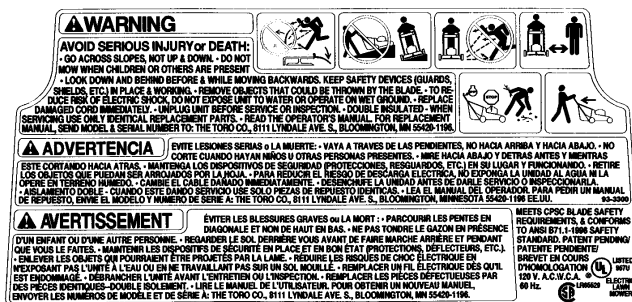 WARNING
AVOID SERIOUS INJURY or DEATH:
• GO ACROSS SLOPES, NOT UP & DOWN. • DO NOT
MOW WHEN CHILDREN OR OTHERS ARE PRESENT
• LOOK DOWN AND BEHIND BEFORE & WHILE MOVING BACKWARDS. KEEP SAFETY DEVICES (GUARDS,
SHIELDS, ETC.) IN PLACE & WORKING. • REMOVE OBJECTS THAT COULD BE THROWN BY THE BLADE. • TO RE-
DUCE RISK OF ELECTRIC SHOCK, DO NOT EXPOSE UNIT TO WATER OR OPERATE ON WET GROUND. • REPLACE
DAMAGED CORD IMMEDIATELY. • UNPLUG UNIT BEFORE SERVICE OR INSPECTION. • DOUBLE INSULATED - WHEN
SERVICING USE ONLY IDENTICAL REPLACEMENT PARTS. • READ THE OPERATOR'S MANUAL. FOR REPLACEMENT
MANUAL, SEND MODEL & SERIAL NUMBER TO: THE TORO CO., 8111 LYNDALE AVE. S., BLOOMINGTON, MN 55420-1196.
STOP
ADVERTENCIA
EVITE LESIONES SERIAS o LA MUERTE: • VAYA A TRAVES DE LAS PENDIENTES, NO HACIA ARRIBA Y HACIA ABAJO. • NO
CORTE CUANDO HAYAN NIÑOS U OTRAS PERSONAS PRESENTES. • MIRE HACIA ABAJO Y DETRAS ANTES Y MIENTRAS
ESTE CORTANDO HACIA ATRAS. • MANTENGA LOS DISPOSITIVOS DE SEGURIDAD (PROTECCIONES, RESGUARDOS, ETC.) EN SU LUGAR Y FUNCIONANDO. • RETIRE
LOS OBJETOS QUE PUEDAN SER ARROJADOS POR LA HOJA. • PARA REDUCIR EL RIESGO DE DESCARGA ELECTRICA, NO EXPONGA LA UNIDAD AL AGUA NI LA
OPERE EN TERRENO HUMEDO. • CAMBIE EL CABLE DAÑADO INMEDIATAMENTE. • DESENCHUFE LA UNIDAD ANTES DE DARLE SERVICIO O INSPECCIONARLA.
• AISLAMIENTO DOBLE - CUANDO ESTE DANDO SERVICIO USE SOLO PIEZAS DE REPUESTO IDENTICAS. • LEA EL MANUAL DEL OPERADOR. PARA PEDIR UN MANUAL
DE REPUESTO, ENVIE EL MODELO Y NUMERO DE SERIE A: THE TORO CO., 8111 LYNDALE AVE. S., BLOOMINGTON, MINNESOTA 55420-1196 EE.UU.
93-3300
AVERTISSEMENT
ÉVITER LES BLESSURES GRAVES ou LA MORT : • PARCOURIR LES PENTES EN
DIAGONALE ET NON DE HAUT EN BAS. • NE PAS TONDRE LE GAZON EN PRÉSENCE
D'UN ENFANT OU D'UNE AUTRE PERSONNE. • REGARDER LE SOL DERRIÈRE VOUS AVANT DE FAIRE MARCHE ARRIÈRE ET PENDANT
QUE VOUS LE FAITES. • MAINTENIR LES DISPOSITIFS DE SÉCURITÉ EN PLACE ET EN BON ÉTAT (PROTECTIONS, DÉFLECTEURS, ETC.).
• ENLEVER LES OBJETS QUI POURRAIENT ÊTRE PROJETÉS PAR LA LAME. • RÉDUIRE LES RISQUES DE CHOC ÉLECTRIQUE EN
N'EXPOSANT PAS L'UNITÉ À L'EAU OU EN NE TRAVAILLANT PAS SUR UN SOL MOUILLÉ. • REMPLACER UN FIL ÉLECTRIQUE DÈS QU'IL
EST ENDOMMAGÉ. • DÉBRANCHER L'UNITÉ AVANT L'ENTRETIEN OU L'INSPECTION. • REMPLACER LES PIÈCES DÉFECTUEUSES PAR
DES PIÈCES IDENTIQUES–DOUBLE ISOLEMENT. • LIRE LE MANUEL DE L'UTILISATEUR. POUR OBTENIR UN NOUVEAU MANUEL,
ENVOYER LES NUMÉROS DE MODÈLE ET DE SÉRIE À: THE TORO CO., 8111 LYNDALE AVE. S., BLOOMINGTON, MN 55420-1196.
MEETS CPSC BLADE SAFETY
REQUIREMENTS, & CONFORMS
TO ANSI B71.1-1996 SAFETY
STANDARD. PATENT PENDING/
PATENTE PENDIENTE/
BREVET EN COURS
D'HOMOLOGATION
120 V. A.C./V.C.A.
60 Hz.
LR65529
UL
LISTED
967U
ELECTRIC
LAWN
MOWER